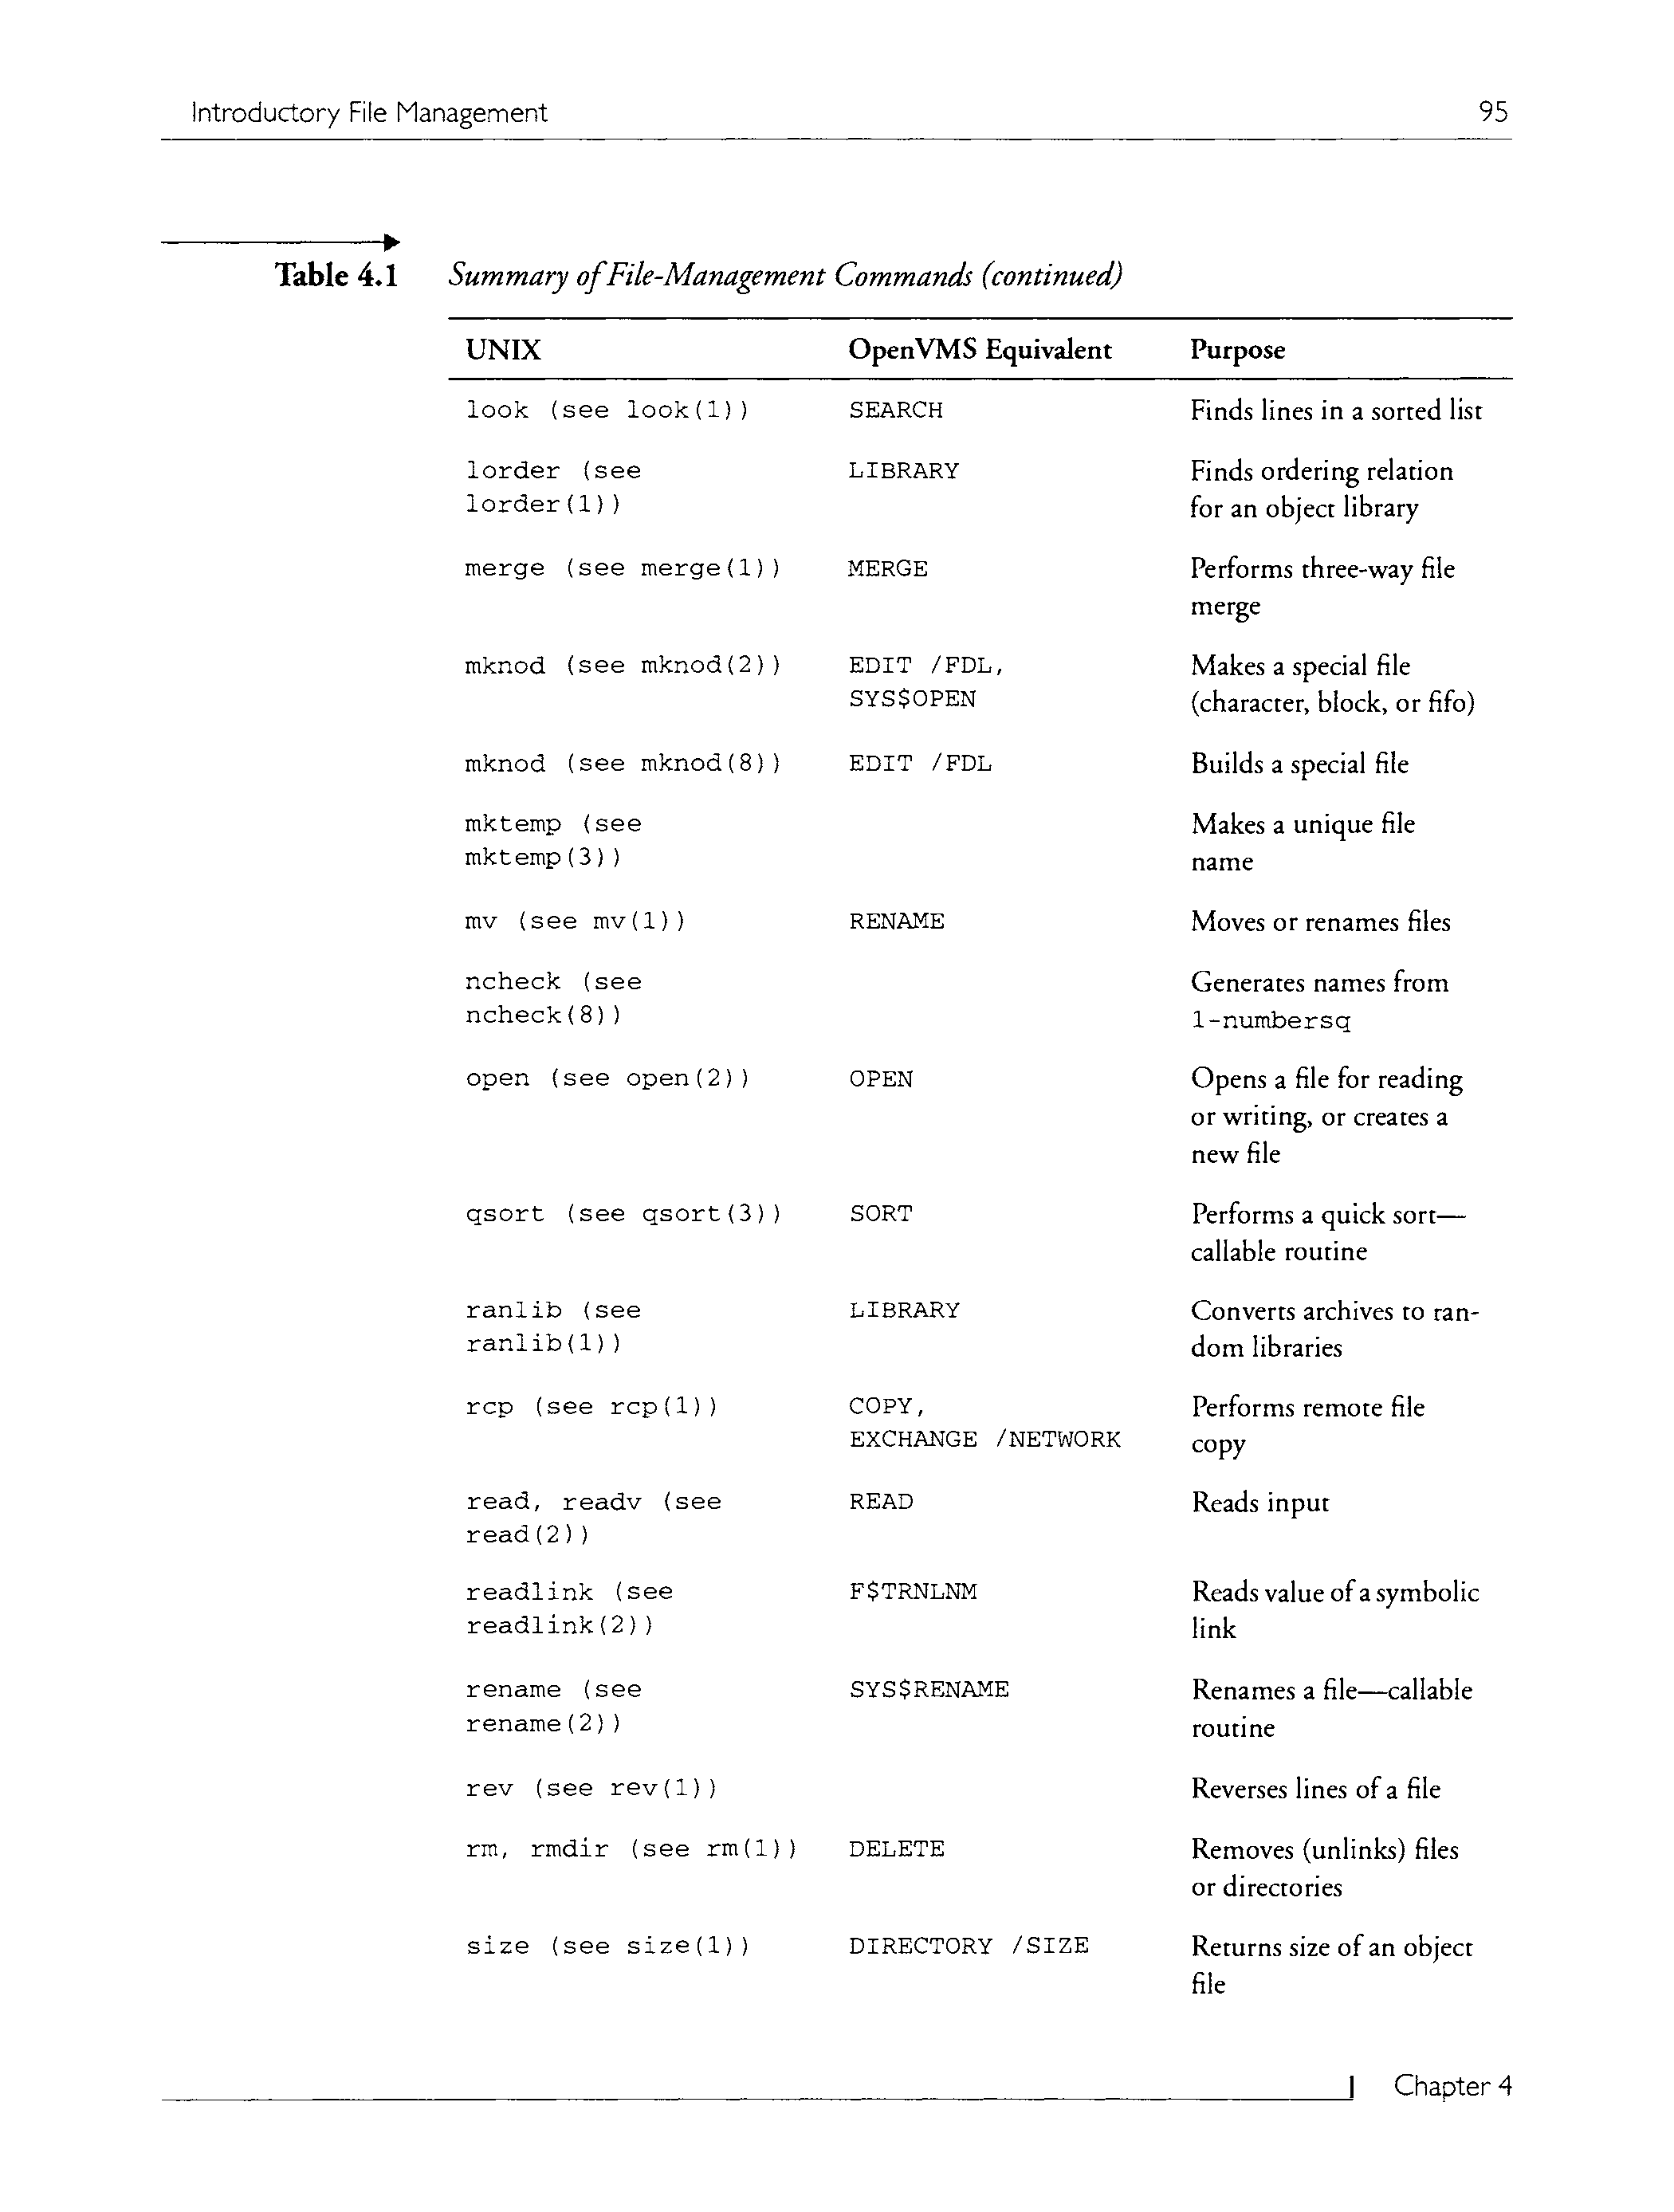 Introductory File Management 95
Table 4.1 Summary of File-Management Commands (continued)
UNIX OpenVMS Equivalent Purpose
look (see look(1)) SEARCH Finds lines in a sorted list
lorder (see LIBRARY Finds ordering relation
lorder(1)) for an object library
merge (see merge(1)) MERGE Performs three-way file
merge
mknod (see mknod(2)) EDIT /FDL, Makes a special file
SYS$OPEN (character, block, or fifo)
mknod (see mknod(8)) EDIT /FDL Builds a special file
mktemp (see Makes a unique file
mktemp(3)) name
mv (see mv(1)) RENAME Moves or renames files
ncheck (see Generates names from
ncheck(8)) 1-numbersq
open (see open(2)) OPEN Opens a file for reading
or writing, or creates a
new file
qsort (see qsort(3)) SORT Performs a quick sort—
callable routine
ranlib (see LIBRARY Converts archives to ran-
ranlib(1)) dom libraries
rcp (see rcp(1)) COPY, Performs remote file
EXCHANGE /NETWORK copy
read, readv (see READ Reads input
read(2))
readlink (see F$TRNLNM Reads value of a symbolic
readlink(2)) link
rename (see SYS$RENAME Renames a file—callable
rename(2)) routine
rev (see rev(1)) Reverses lines of a file
rm, rmdir (see rm(1)) DELETE Removes (unlinks) files
or directories
size (see size(1)) DIRECTORY /SIZE Returns size of an object
file
Chapter 4